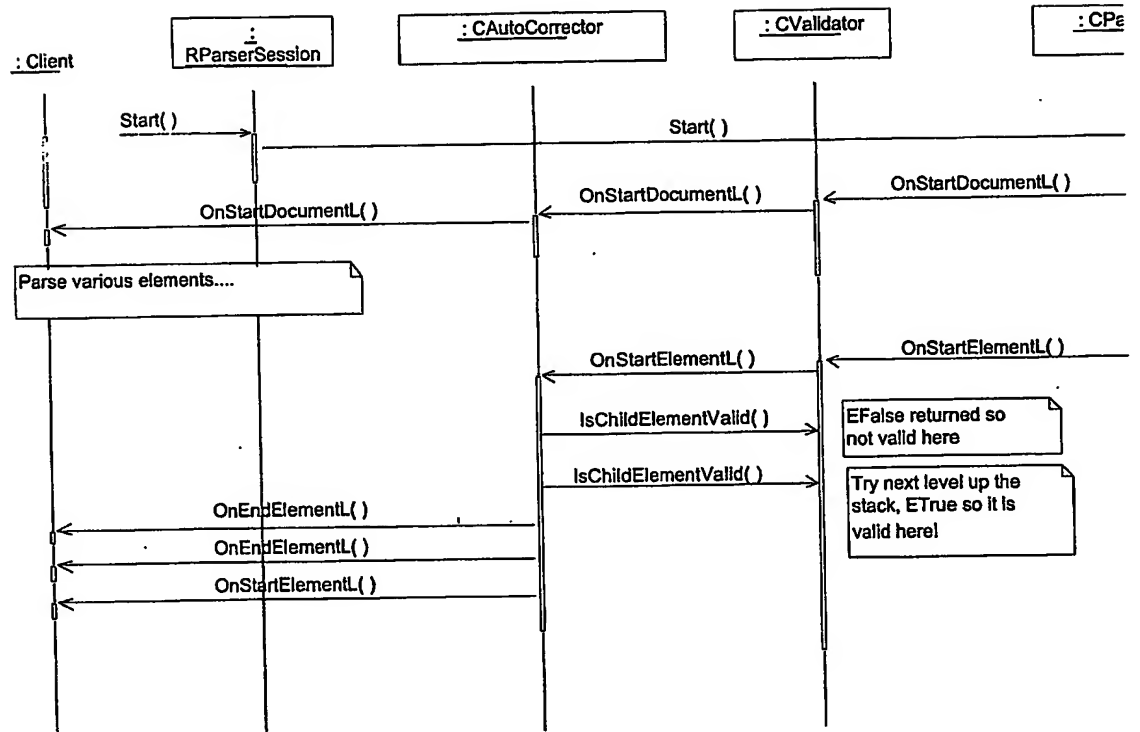 : Client
:
RParserSession
: CAutoCorrector
: CValidator
: CPa
Start( )
Start( )
OnStartDocumentL( )
OnStartDocumentL( )
OnStartDocumentL( )
Parse various elements....
OnStartElementL( )
OnStartElementL( )
IsChildElementValid( )
EFalse returned so
not valid here
IsChildElementValid( )
Try next level up the
stack, ETrue so it is
valid here!
OnEndElementL( )
OnEndElementL( )
OnStartElementL( )